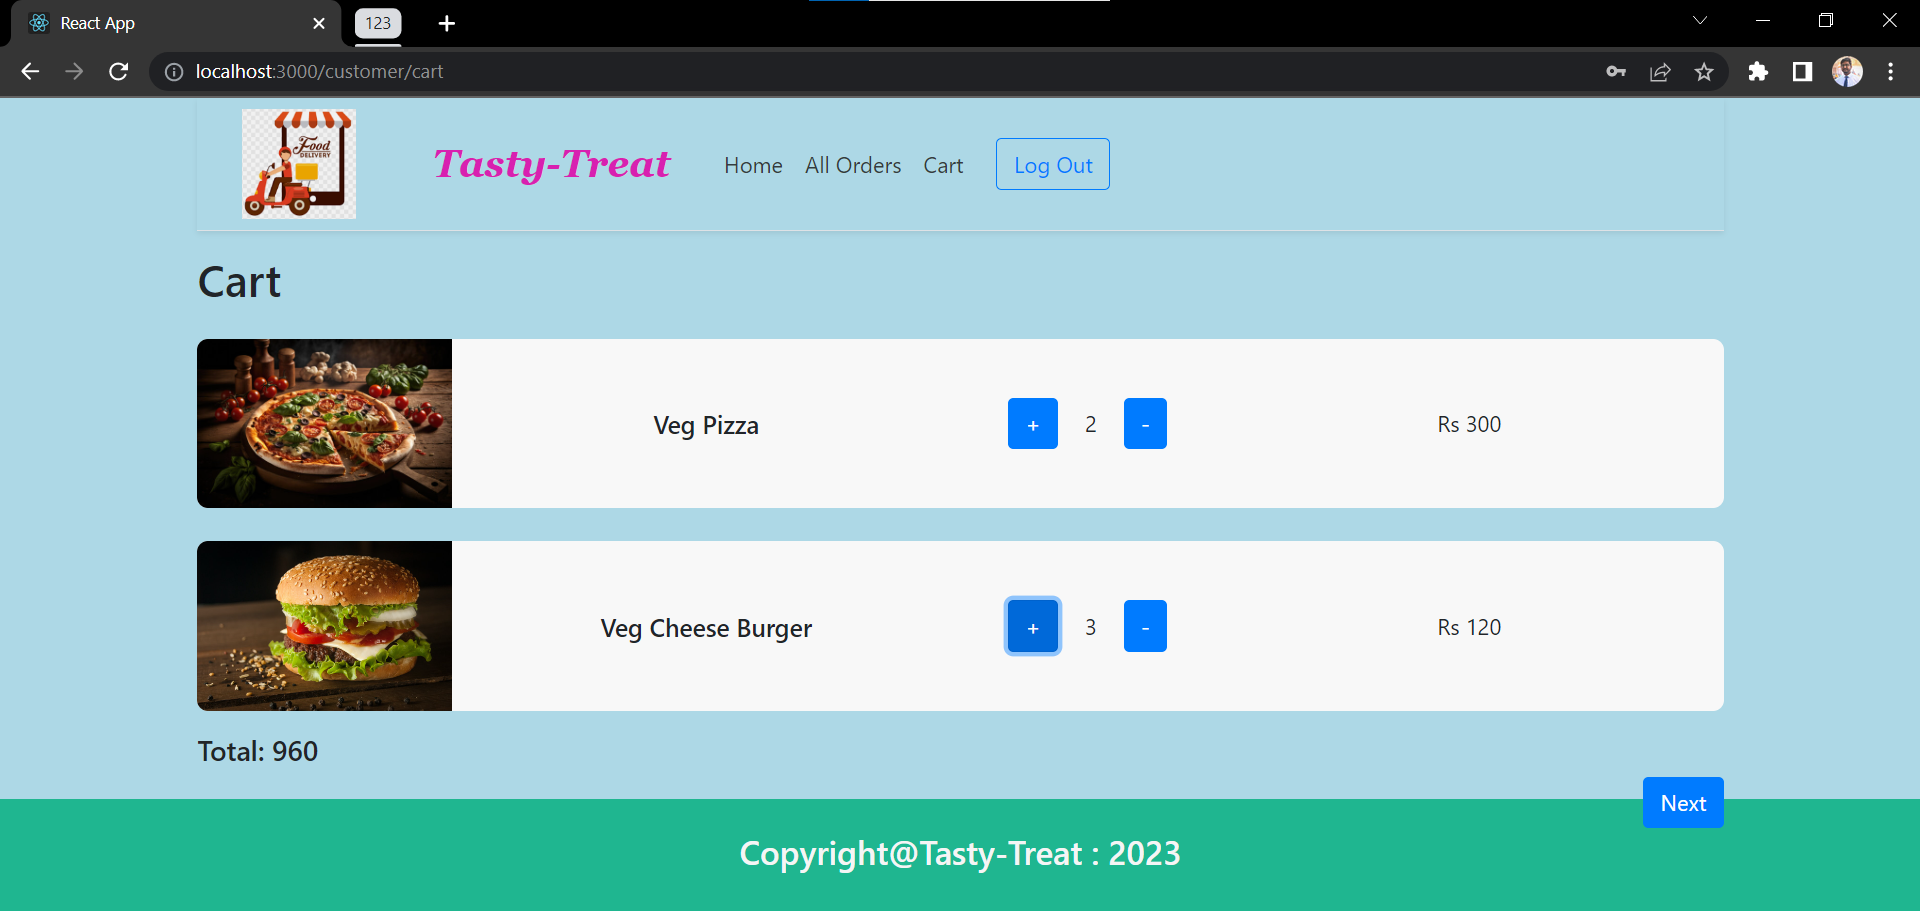 React App
123
localhost:3000/customer/cart
Food
DELIVERY
Tasty-Treat
Home
All Orders
Cart
Log Out
Cart
Veg Pizza
+
2
-
Rs 300
Veg Cheese Burger
+
3
-
Rs 120
Total: 960
Next
Copyright@Tasty-Treat : 2023